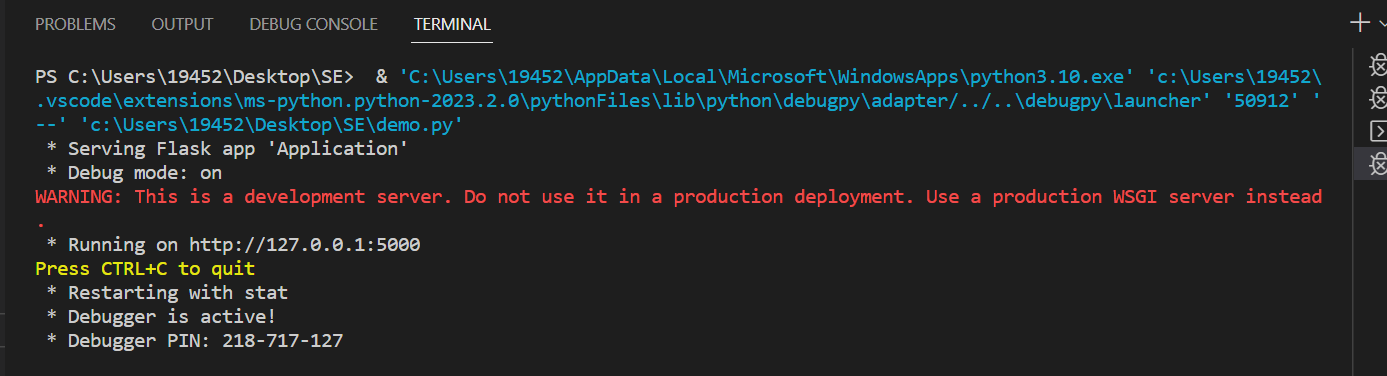 PROBLEMS OUTPUT DEBUG CONSOLE TERMINAL
PS C:\Users\19452\Desktop\SE>  & 'C:\Users\19452\AppData\Local\Microsoft\WindowsApps\python3.10.exe' 'c:\Users\19452\
.vscode\extensions\ms-python.python-2023.2.0\pythonFiles\lib\python\debugpy\adapter/../..\debugpy\launcher' '50912' '
--' 'c:\Users\19452\Desktop\SE\demo.py'
 * Serving Flask app 'Application'
 * Debug mode: on
WARNING: This is a development server. Do not use it in a production deployment. Use a production WSGI server instead
.
 * Running on http://127.0.0.1:5000
Press CTRL+C to quit
 * Restarting with stat
 * Debugger is active!
 * Debugger PIN: 218-717-127